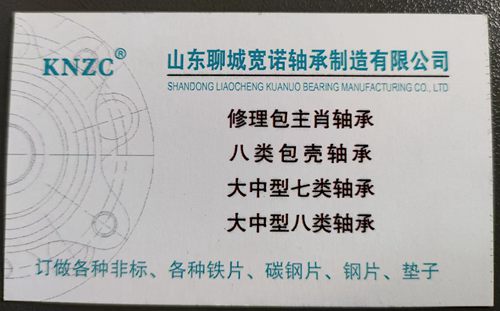 KNZC®
山东聊城宽诺轴承制造有限公司
SHANDONG LIAOCHENG KUANUO BEARING MANUFACTURING CO., LTD
修理包主肖轴承
八类包壳轴承
大中型七类轴承
大中型八类轴承
订做各种非标、各种铁片、碳钢片、钢片、垫子